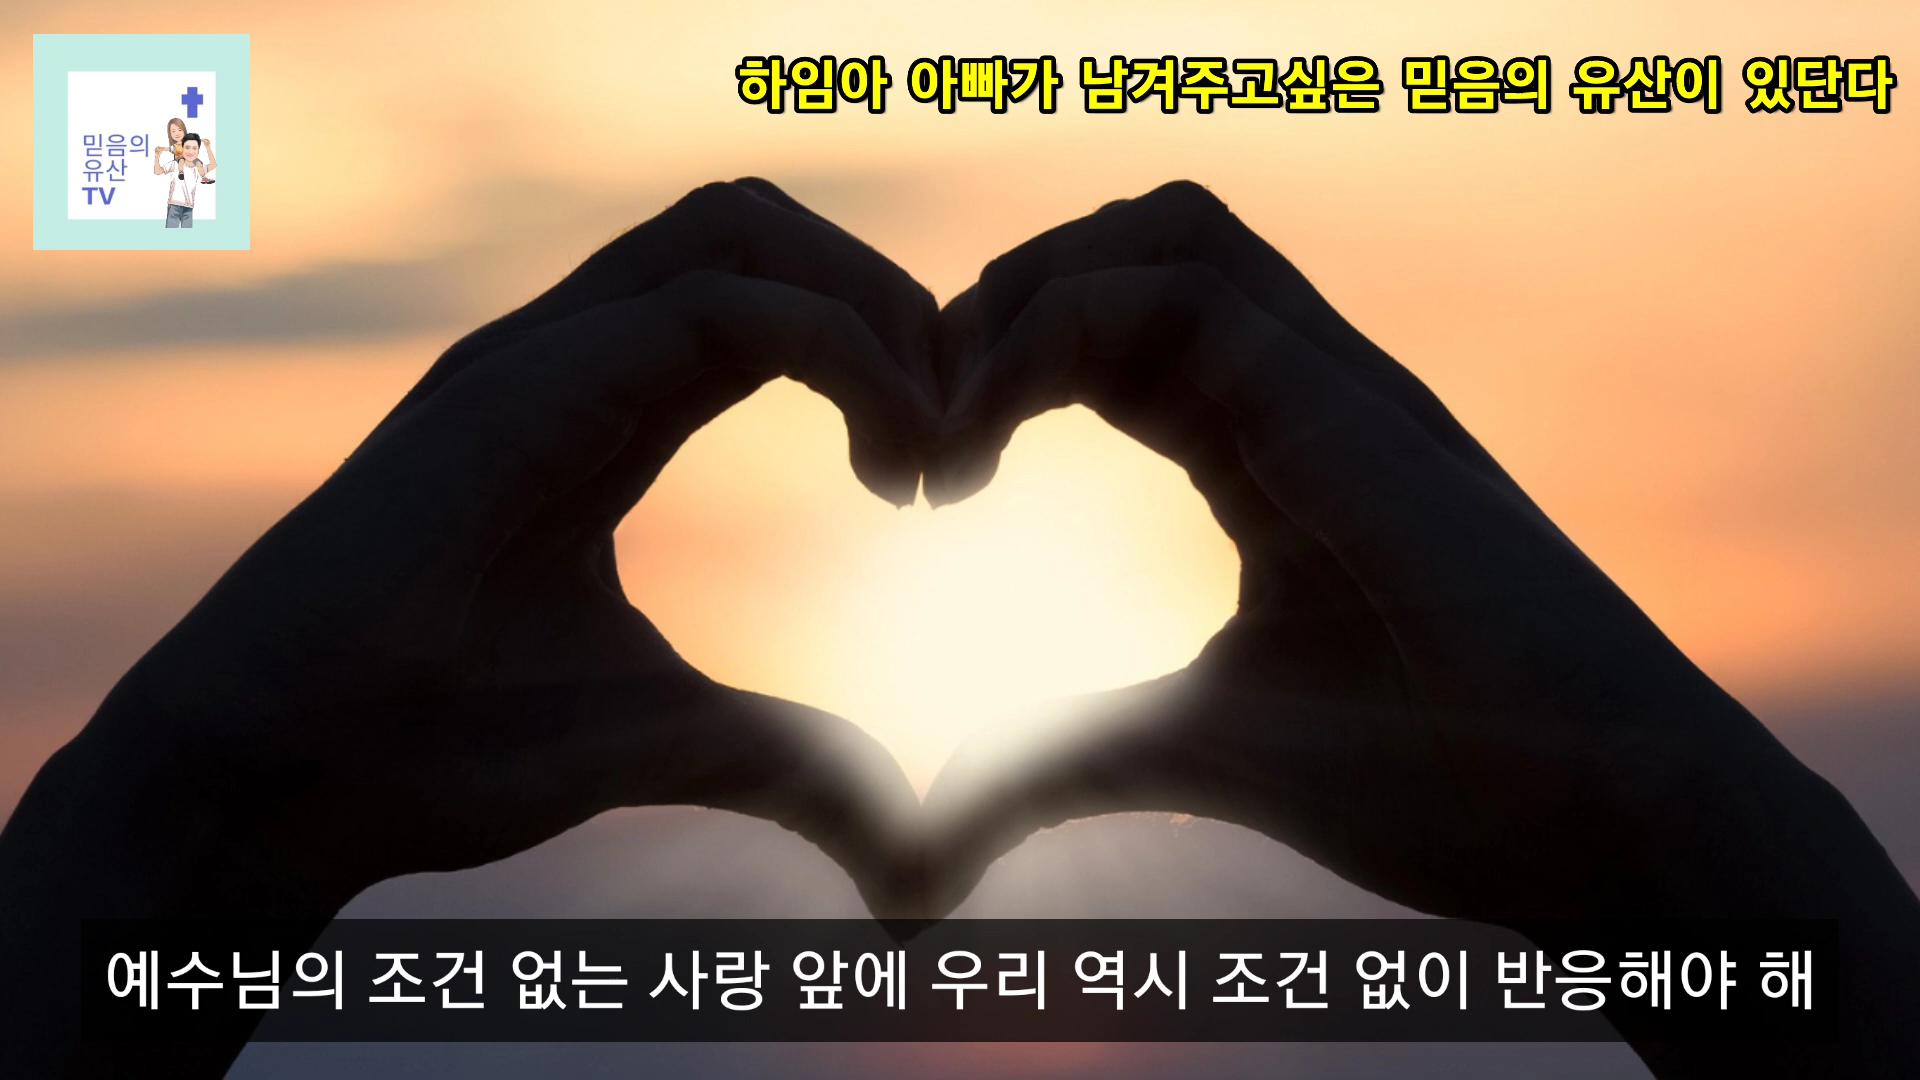 하임아 아빠가 남겨주고싶은 믿음의 유산이 있단다
믿음의
유산
TV
예수님의 조건 없는 사랑 앞에 우리 역시 조건 없이 반응해야 해